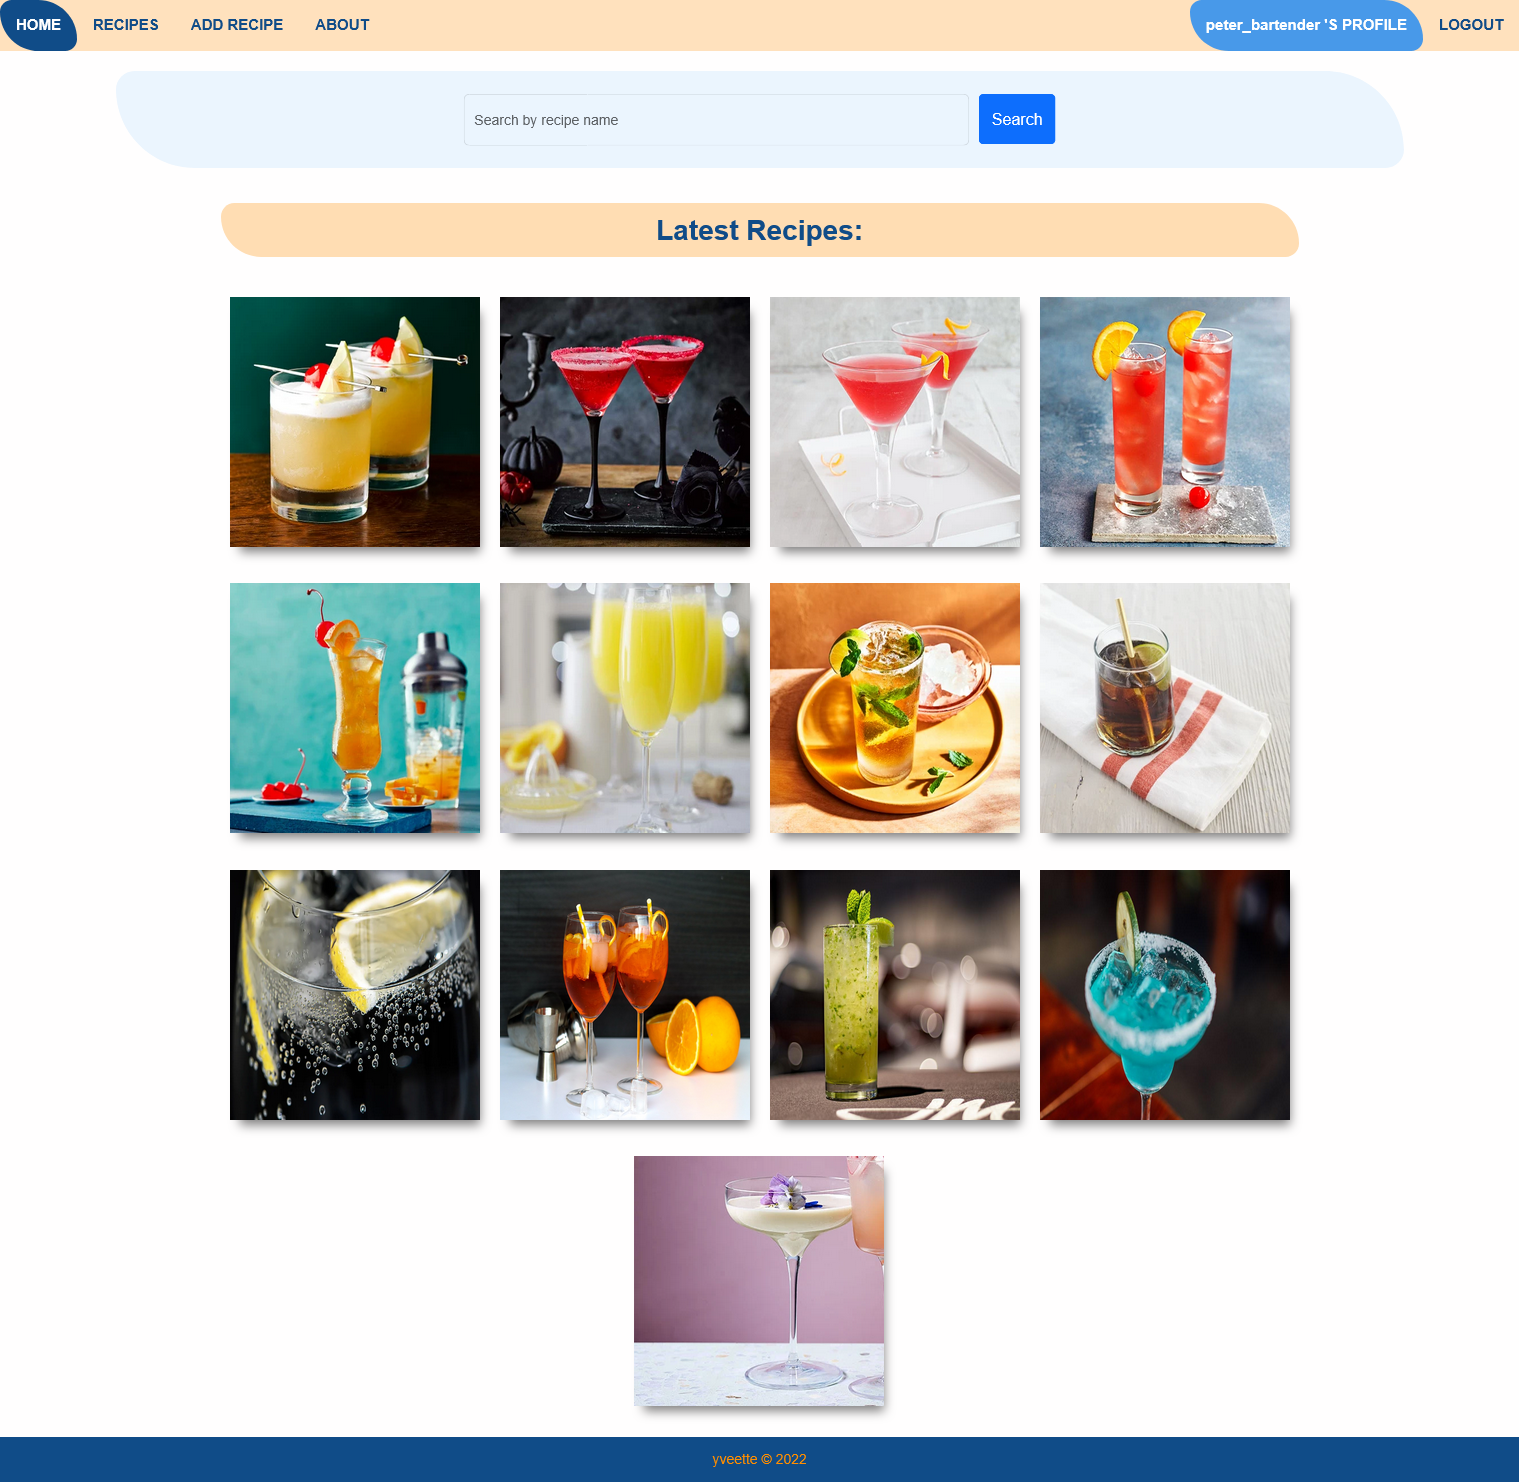 HOME RECIPES ADD RECIPE ABOUT peter_bartender 'S PROFILE LOGOUT
Search by recipe name Search
Latest Recipes:
yveette © 2022